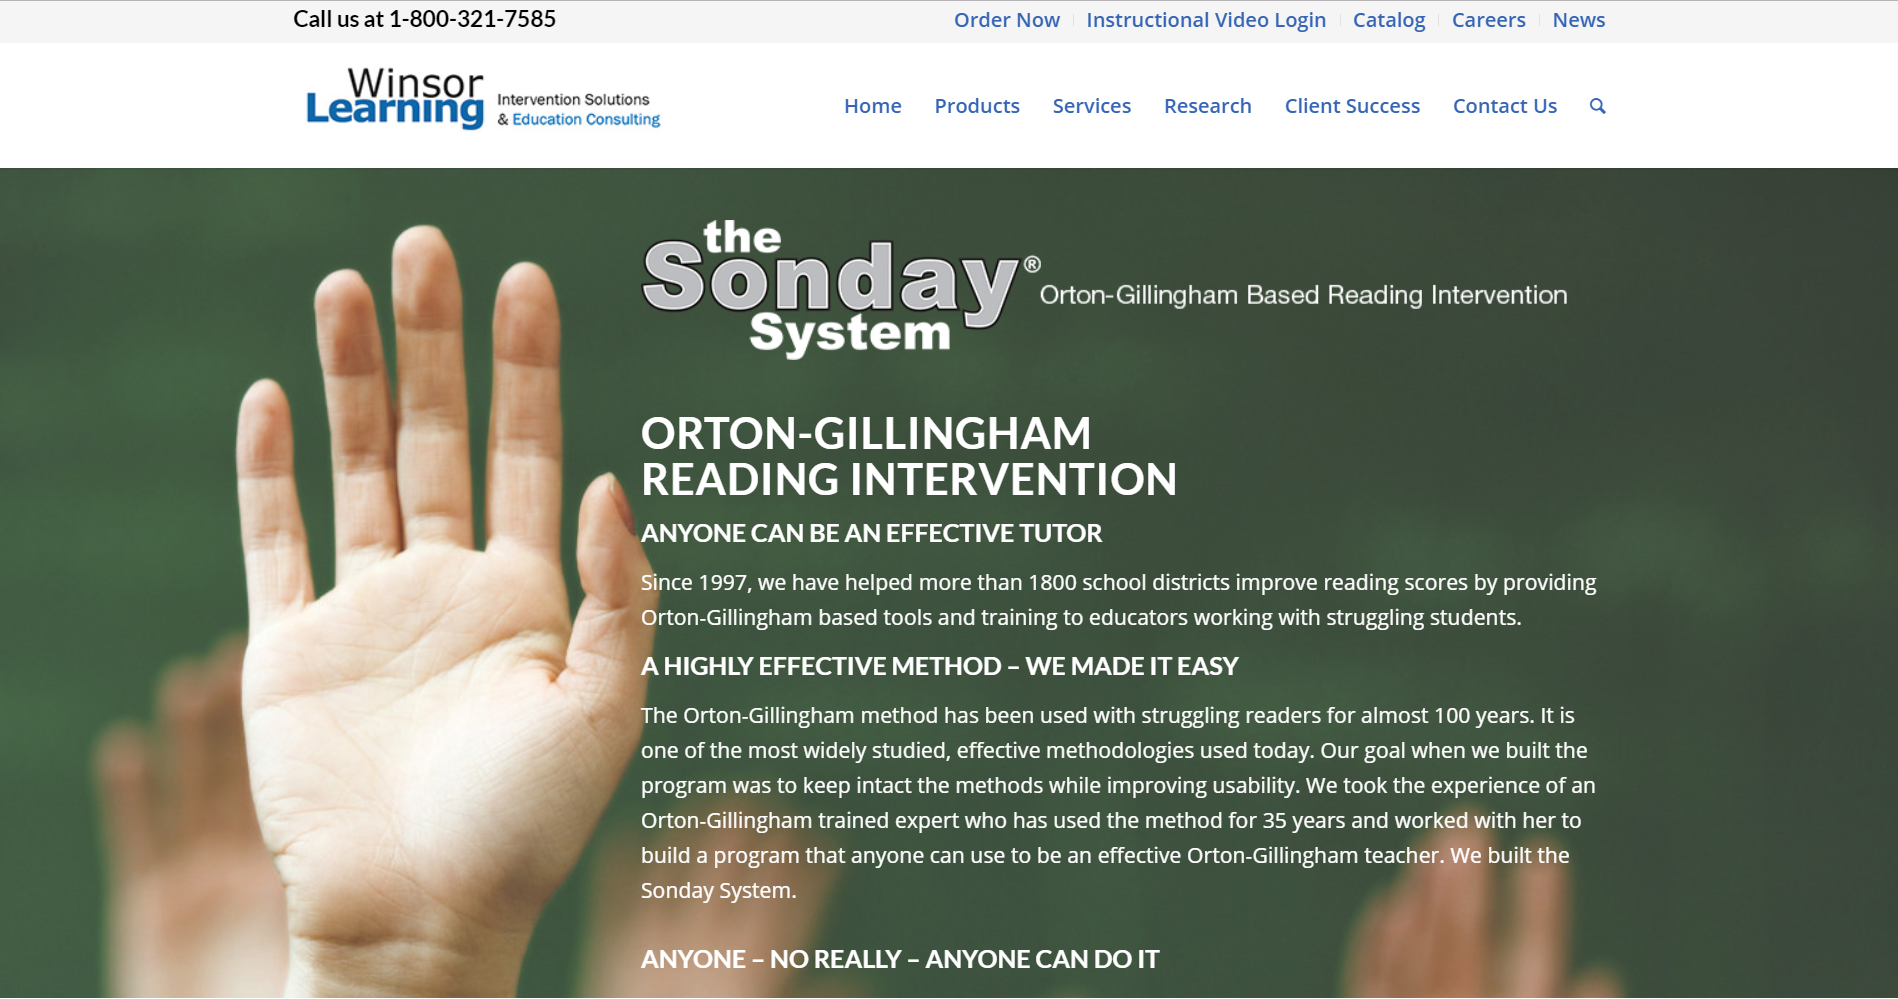 Call us at 1-800-321-7585
Order Now Instructional Video Login Catalog Careers News
Winsor
Learning
Intervention Solutions
& Education Consulting
Home Products Services Research Client Success Contact Us
the
Sonday®
System
Orton-Gillingham Based Reading Intervention
ORTON-GILLINGHAM
READING INTERVENTION
ANYONE CAN BE AN EFFECTIVE TUTOR
Since 1997, we have helped more than 1800 school districts improve reading scores by providing
Orton-Gillingham based tools and training to educators working with struggling students.
A HIGHLY EFFECTIVE METHOD – WE MADE IT EASY
The Orton-Gillingham method has been used with struggling readers for almost 100 years. It is
one of the most widely studied, effective methodologies used today. Our goal when we built the
program was to keep intact the methods while improving usability. We took the experience of an
Orton-Gillingham trained expert who has used the method for 35 years and worked with her to
build a program that anyone can use to be an effective Orton-Gillingham teacher. We built the
Sonday System.
ANYONE – NO REALLY – ANYONE CAN DO IT